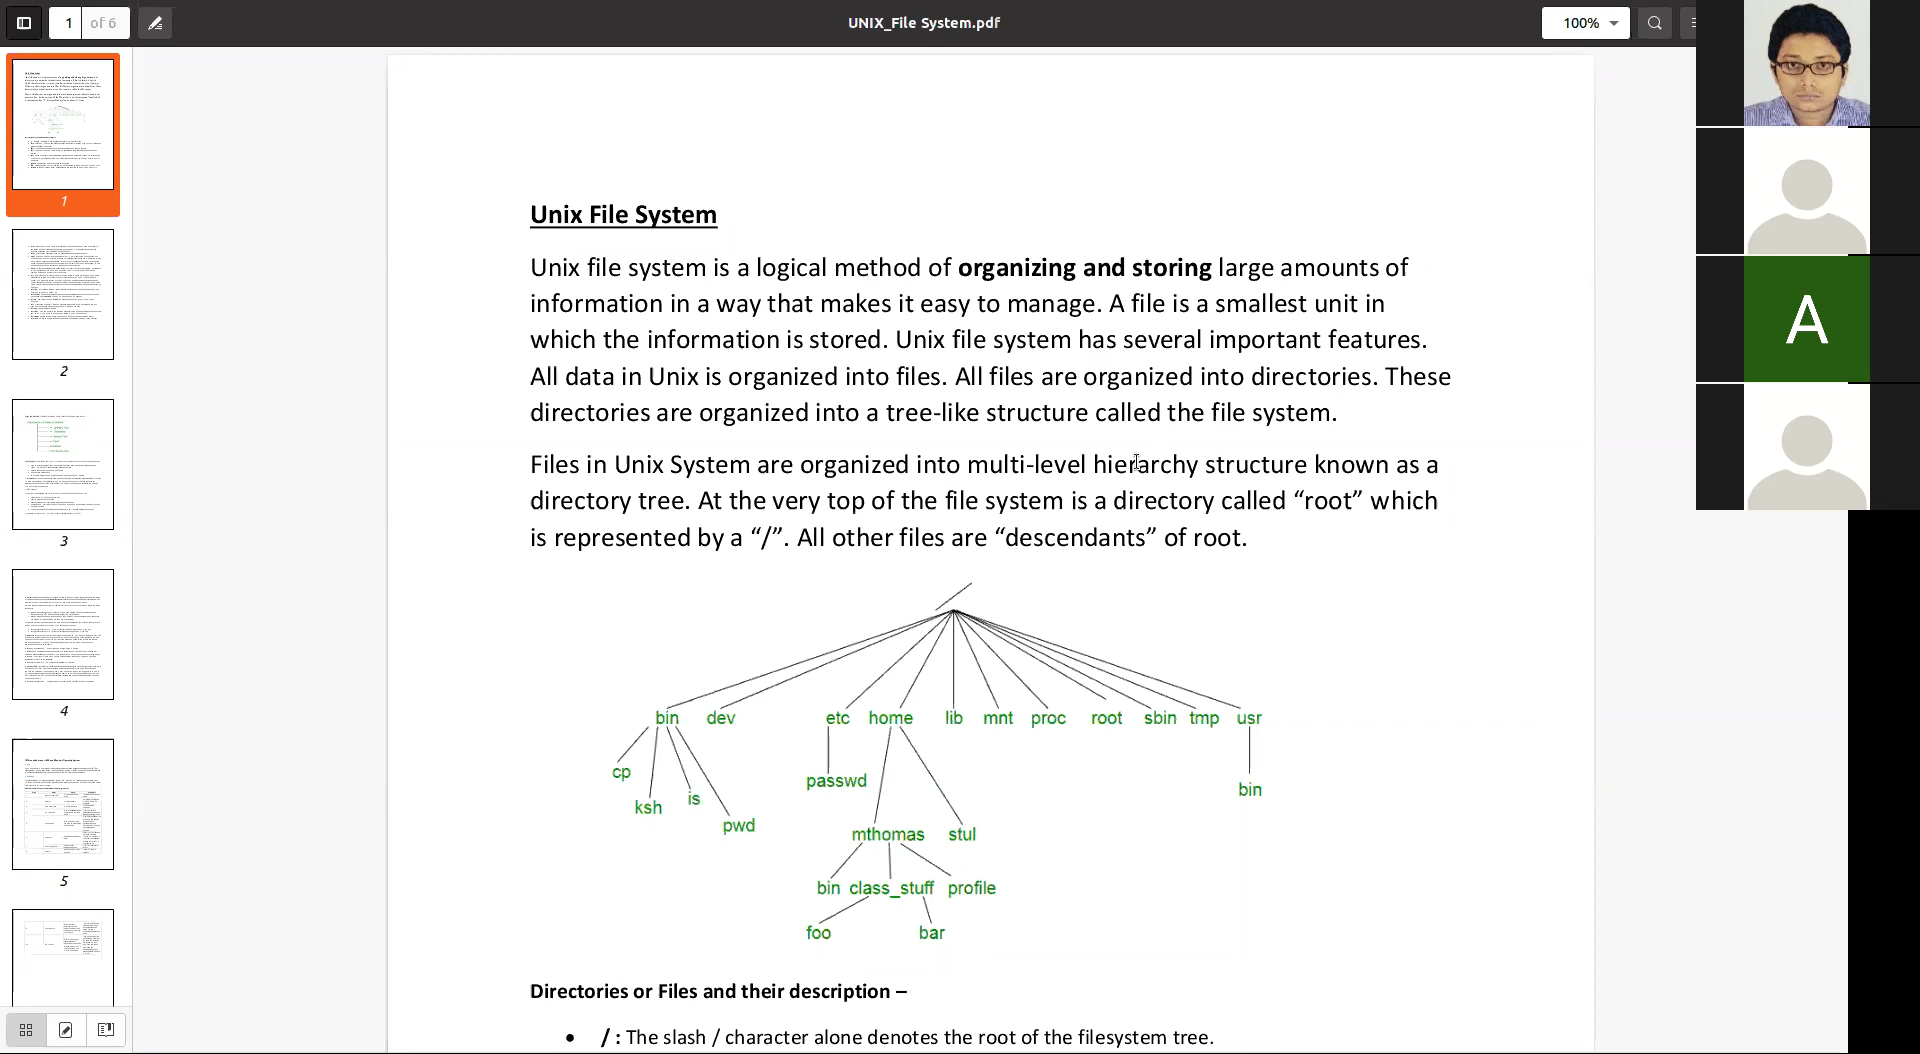 1
of 6
UNIX_File System.pdf
100%
Unix File System
Unix file system is a logical method of organizing and storing large amounts of
information in a way that makes it easy to manage. A file is a smallest unit in
which the information is stored. Unix file system has several important features.
All data in Unix is organized into files. All files are organized into directories. These
directories are organized into a tree-like structure called the file system.
Files in Unix System are organized into multi-level hierarchy structure known as a
directory tree. At the very top of the file system is a directory called “root” which
is represented by a “/”. All other files are “descendants” of root.
/
bin dev etc home lib mnt proc root sbin tmp usr
cp ksh is pwd passwd bin
mthomas stul
bin class_stuff profile
foo bar
Directories or Files and their description –
• / : The slash / character alone denotes the root of the filesystem tree.
1
2
3
4
5
A